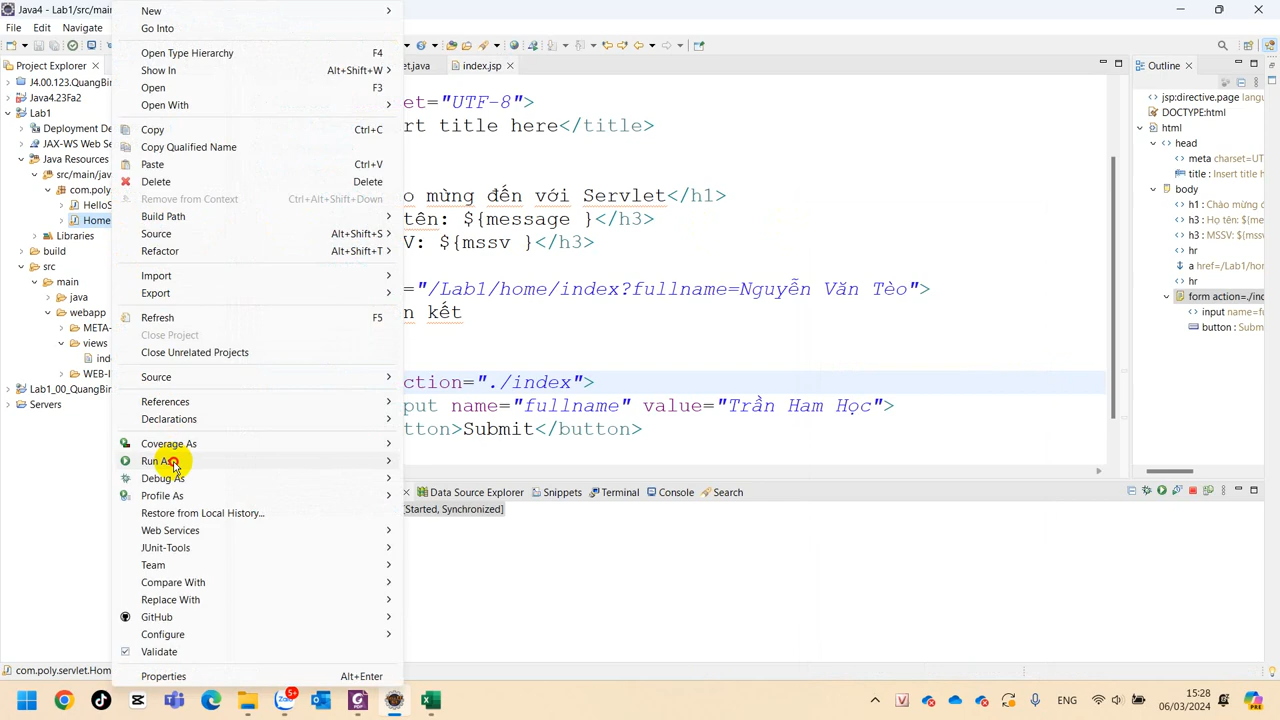 Java4 - Lab1/src/main
File Edit Navigate
Project Explorer
J4.00.123.QuangBin
Java4.23Fa2
Lab1
Deployment De
JAX-WS Web Se
Java Resources
src/main/jav
com.poly
HelloS
Home
Libraries
build
src
main
java
webapp
META-
views
ind
WEB-I
Lab1_00_QuangBin
Servers
New
Go Into
Open Type Hierarchy F4
Show In Alt+Shift+W
Open F3
Open With
Copy Ctrl+C
Copy Qualified Name
Paste Ctrl+V
Delete Delete
Remove from Context Ctrl+Alt+Shift+Down
Build Path
Source Alt+Shift+S
Refactor Alt+Shift+T
Import
Export
Refresh F5
Close Project
Close Unrelated Projects
Source
References
Declarations
Coverage As
Run As
Debug As
Profile As
Restore from Local History...
Web Services
JUnit-Tools
Team
Compare With
Replace With
GitHub
Configure
Validate
Properties Alt+Enter
et.java index.jsp
et="UTF-8">
rt title here</title>
o mừng đến với Servlet</h1>
tên: ${message }</h3>
V: ${mssv }</h3>
="/Lab1/home/index?fullname=Nguyễn Văn Tèo">
n kết
ction="./index">
put name="fullname" value="Trần Ham Học">
tton>Submit</button>
Data Source Explorer Snippets Terminal Console Search
[Started, Synchronized]
Outline
jsp:directive.page langu
DOCTYPE:html
html
head
meta charset=UT
title : Insert title h
body
h1 : Chào mừng đ
h3 : Họ tên: ${mes
h3 : MSSV: ${mssv
hr
a href=/Lab1/ho
hr
form action=./ind
input name=fu
button : Subm
com.poly.servlet.Hom
5+
Zalo
ENG
15:28
06/03/2024
PRE